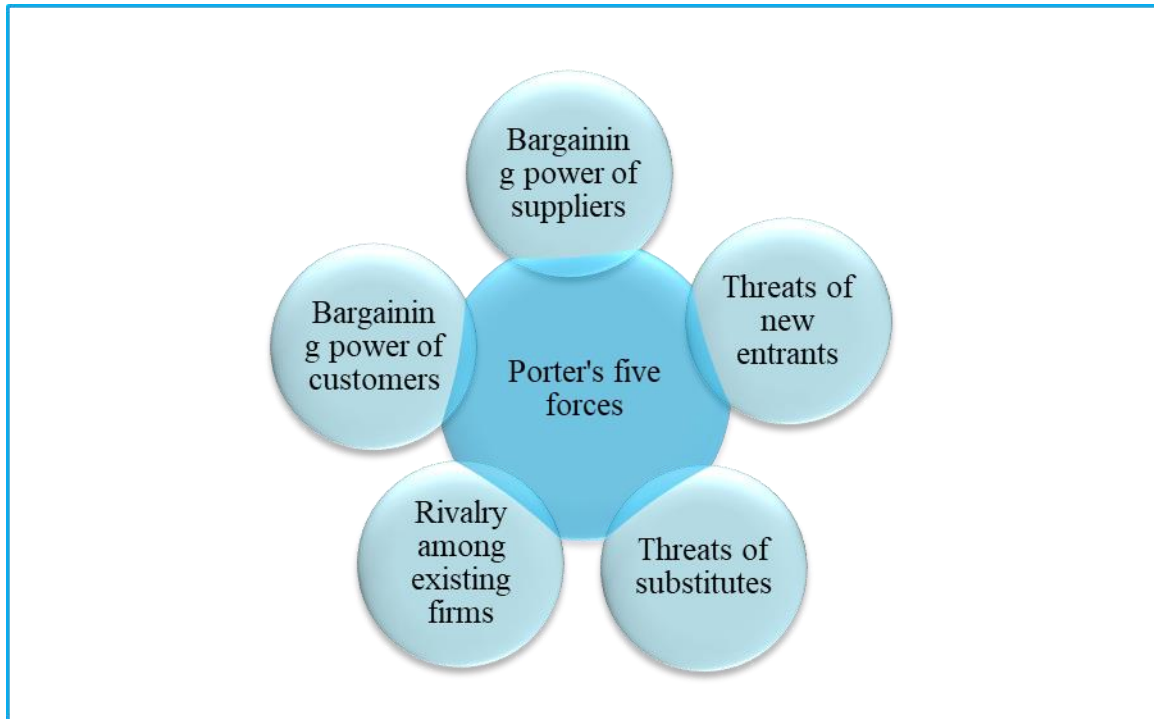 Bargainin
g power of
suppliers
Threats of
new
entrants
Threats of
substitutes
Rivalry
among
existing
firms
Bargainin
g power of
customers
Porter's five
forces